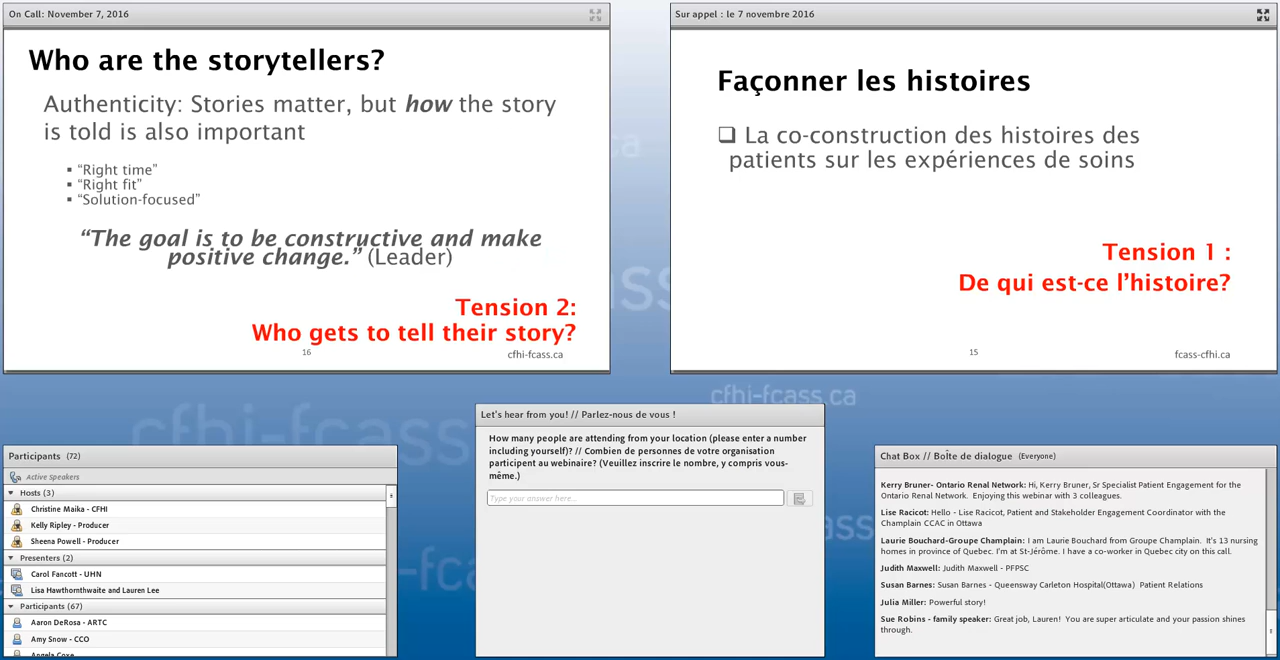 On Call: November 7, 2016
Who are the storytellers?
Authenticity: Stories matter, but how the story
is told is also important
▪ “Right time”
▪ “Right fit”
▪ “Solution-focused”
“The goal is to be constructive and make
positive change.” (Leader)
Tension 2:
Who gets to tell their story?
16
cfhi-fcass.ca
Sur appel : le 7 novembre 2016
Façonner les histoires
❑ La co-construction des histoires des
patients sur les expériences de soins
Tension 1 :
De qui est-ce l’histoire?
15
fcass-cfhi.ca
cfhi-fcass.ca
cfhi-fcass
Participants (72)
Active Speakers
Hosts (3)
Christine Maika - CFHI
Kelly Ripley - Producer
Sheena Powell - Producer
Presenters (2)
Carol Fancott - UHN
Lisa Hawthornthwaite and Lauren Lee
Participants (67)
Aaron DeRosa - ARTC
Amy Snow - CCO
Angela Coxe
Let's hear from you! // Parlez-nous de vous !
How many people are attending from your location (please enter a number
including yourself)? // Combien de personnes de votre organisation
participent au webinaire? (Veuillez inscrire le nombre, y compris vous-
même.)
Type your answer here...
Chat Box // Boîte de dialogue (Everyone)
Kerry Bruner- Ontario Renal Network: Hi, Kerry Bruner, Sr Specialist Patient Engagement for the
Ontario Renal Network. Enjoying this webinar with 3 colleagues.
Lise Racicot: Hello - Lise Racicot, Patient and Stakeholder Engagement Coordinator with the
Champlain CCAC in Ottawa
Laurie Bouchard-Groupe Champlain: I am Laurie Bouchard from Groupe Champlain. It's 13 nursing
homes in province of Quebec. I'm at St-Jérôme. I have a co-worker in Quebec city on this call.
Judith Maxwell: Judith Maxwell - PFPSC
Susan Barnes: Susan Barnes - Queensway Carleton Hospital(Ottawa) Patient Relations
Julia Miller: Powerful story!
Sue Robins - family speaker: Great job, Lauren! You are super articulate and your passion shines
through.